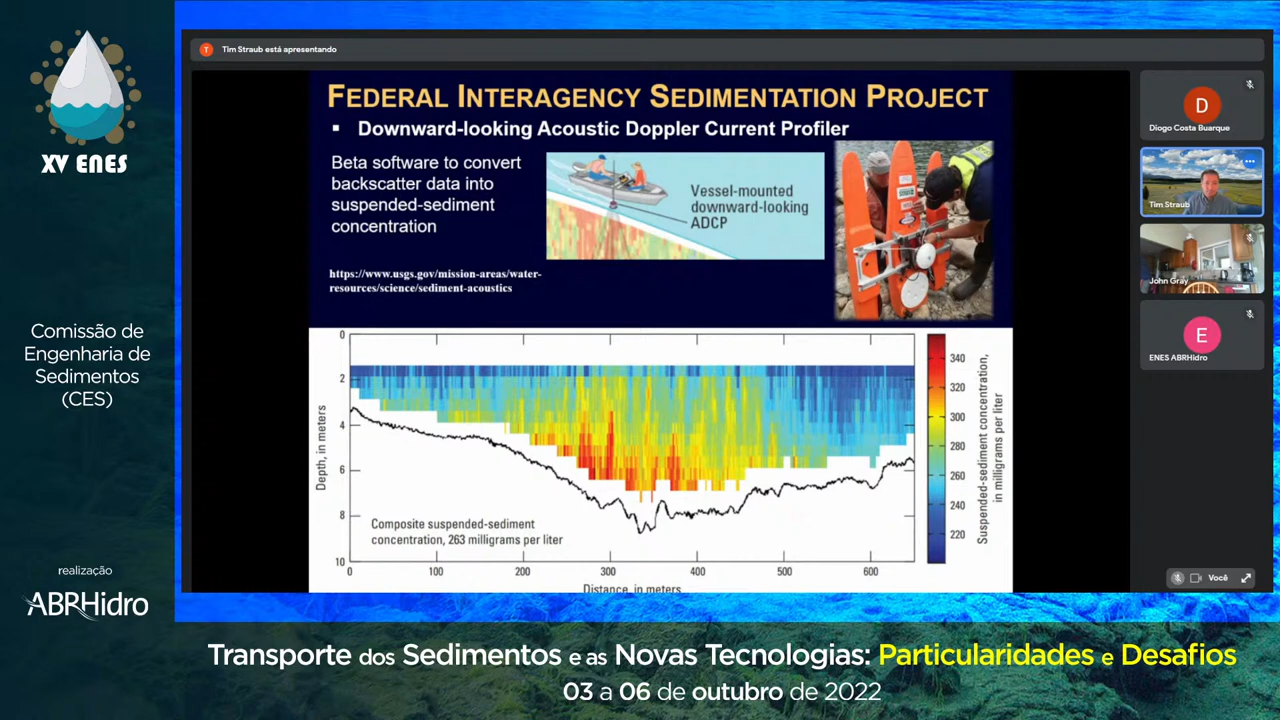 XV ENES
Comissão de
Engenharia de
Sedimentos
(CES)
realização
ABRHidro
T
Tim Straub está apresentando
FEDERAL INTERAGENCY SEDIMENTATION PROJECT
▪ Downward-looking Acoustic Doppler Current Profiler
Beta software to convert
backscatter data into
suspended-sediment
concentration
https://www.usgs.gov/mission-areas/water-
resources/science/sediment-acoustics
Vessel-mounted
downward-looking
ADCP
0
2
4
6
8
10
Depth, in meters
Composite suspended-sediment
concentration, 263 milligrams per liter
0 100 200 300 400 500 600
Distance, in meters
340
320
300
280
260
240
220
Suspended-sediment concentration,
in milligrams per liter
D
Diogo Costa Buarque
Tim Straub
John Gray
E
ENES ABRHidro
Você
Transporte dos Sedimentos e as Novas Tecnologias: Particularidades e Desafios
03 a 06 de outubro de 2022